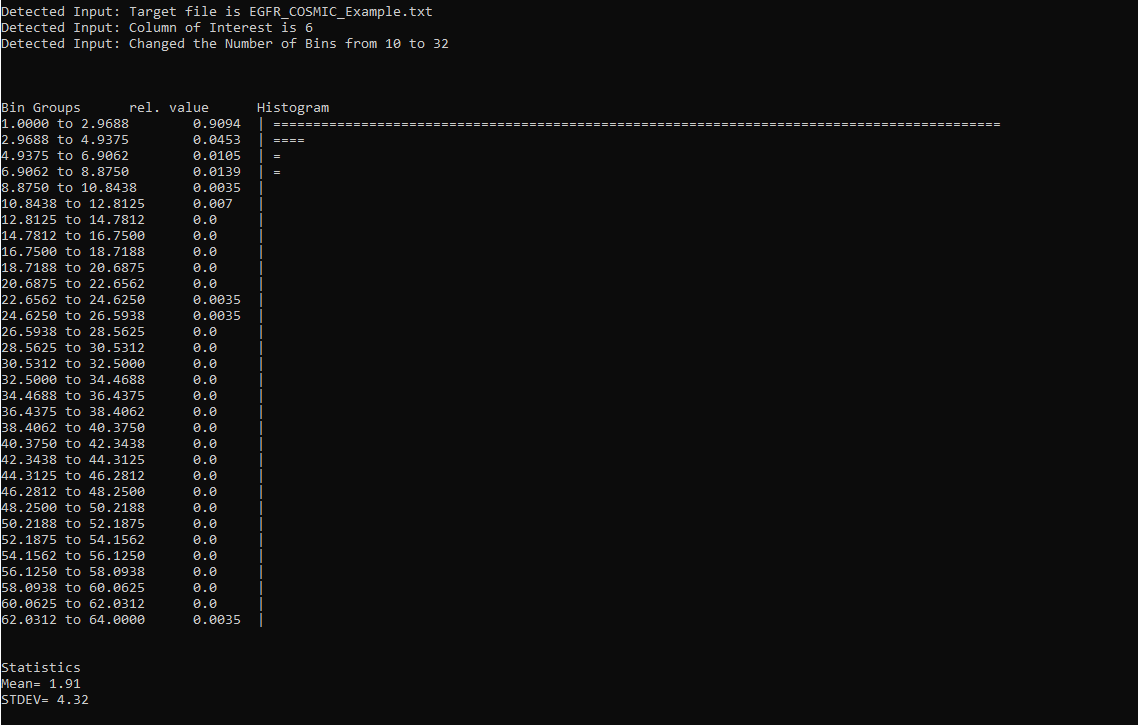 Detected Input: Target file is EGFR_COSMIC_Example.txt
Detected Input: Column of Interest is 6
Detected Input: Changed the Number of Bins from 10 to 32
Bin Groups      rel. value      Histogram
1.0000 to 2.9688        0.9094  | ===========================================================================================
2.9688 to 4.9375        0.0453  | ====
4.9375 to 6.9062        0.0105  | =
6.9062 to 8.8750        0.0139  | =
8.8750 to 10.8438       0.0035  |
10.8438 to 12.8125      0.007   |
12.8125 to 14.7812      0.0     |
14.7812 to 16.7500      0.0     |
16.7500 to 18.7188      0.0     |
18.7188 to 20.6875      0.0     |
20.6875 to 22.6562      0.0     |
22.6562 to 24.6250      0.0035  |
24.6250 to 26.5938      0.0035  |
26.5938 to 28.5625      0.0     |
28.5625 to 30.5312      0.0     |
30.5312 to 32.5000      0.0     |
32.5000 to 34.4688      0.0     |
34.4688 to 36.4375      0.0     |
36.4375 to 38.4062      0.0     |
38.4062 to 40.3750      0.0     |
40.3750 to 42.3438      0.0     |
42.3438 to 44.3125      0.0     |
44.3125 to 46.2812      0.0     |
46.2812 to 48.2500      0.0     |
48.2500 to 50.2188      0.0     |
50.2188 to 52.1875      0.0     |
52.1875 to 54.1562      0.0     |
54.1562 to 56.1250      0.0     |
56.1250 to 58.0938      0.0     |
58.0938 to 60.0625      0.0     |
60.0625 to 62.0312      0.0     |
62.0312 to 64.0000      0.0035  |
Statistics
Mean= 1.91
STDEV= 4.32